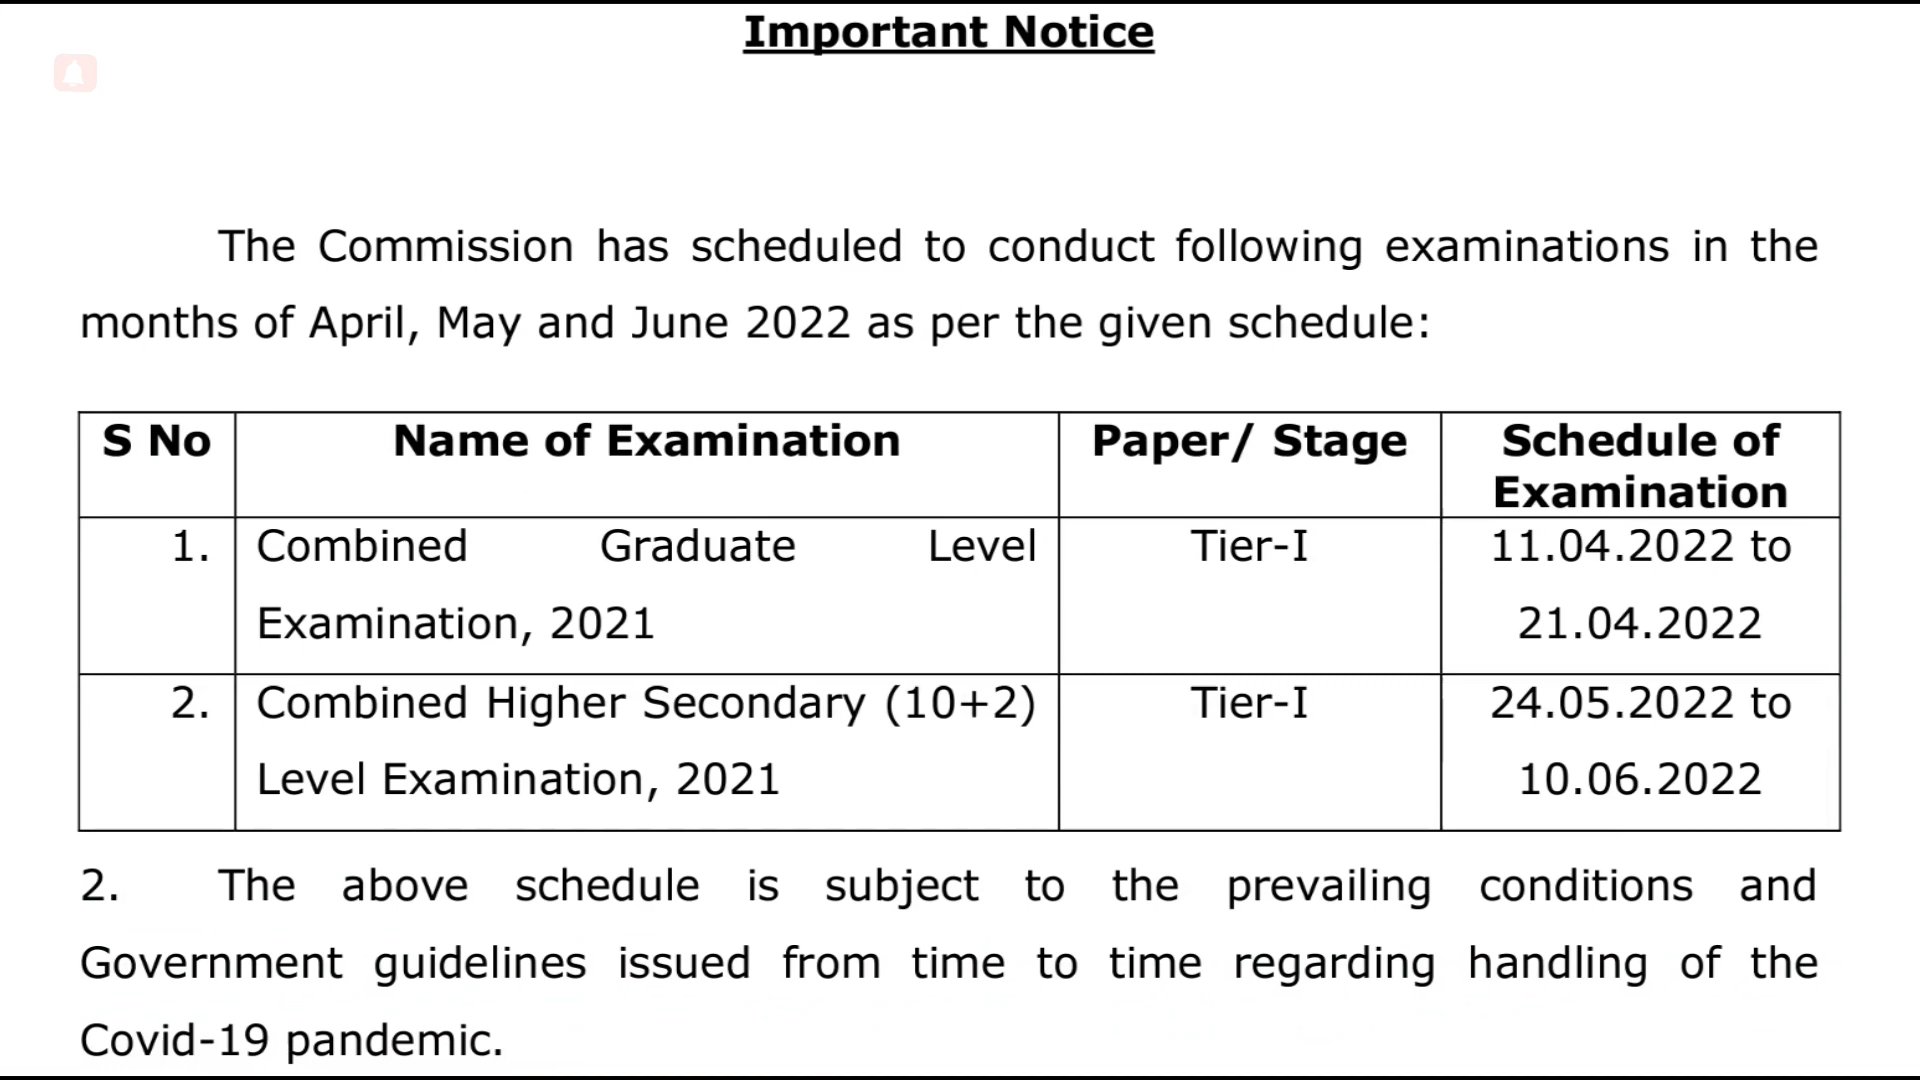 Important Notice
The Commission has scheduled to conduct following examinations in the
months of April, May and June 2022 as per the given schedule:
S No Name of Examination Paper/ Stage Schedule of
Examination
1. Combined Graduate Level Tier-I 11.04.2022 to
Examination, 2021 21.04.2022
2. Combined Higher Secondary (10+2) Tier-I 24.05.2022 to
Level Examination, 2021 10.06.2022
2. The above schedule is subject to the prevailing conditions and
Government guidelines issued from time to time regarding handling of the
Covid-19 pandemic.